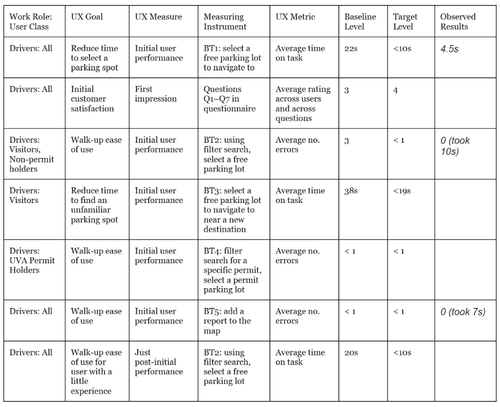 Work Role:
User Class
UX Goal
UX Measure
Measuring
Instrument
UX Metric
Baseline
Level
Target
Level
Observed
Results
Drivers: All
Reduce time
to select a
parking spot
Initial user
performance
BT1: select a
free parking lot
to navigate to
Average time
on task
22s
<10s
4.5s
Drivers: All
Initial
customer
satisfaction
First
impression
Questions
Q1–Q7 in
questionnaire
Average rating
across users
and across
questions
3
4
Drivers:
Visitors,
Non-permit
holders
Walk-up ease
of use
Initial user
performance
BT2: using
filter search,
select a free
parking lot
Average no.
errors
3
< 1
0 (took
10s)
Drivers:
Visitors
Reduce time
to find an
unfamiliar
parking spot
Initial user
performance
BT3: select a
free parking lot
to navigate to
near a new
destination
Average time
on task
38s
<19s
Drivers:
UVA Permit
Holders
Walk-up ease
of use
Initial user
performance
BT4: filter
search for a
specific permit,
select a permit
parking lot
Average no.
errors
< 1
< 1
Drivers: All
Walk-up ease
of use
Initial user
performance
BT5: add a
report to the
map
Average no.
errors
< 1
< 1
0 (took 7s)
Drivers: All
Walk-up ease
of use for
user with a
little
experience
Just
post-initial
performance
BT2: using
filter search,
select a free
parking lot
Average time
on task
20s
<10s